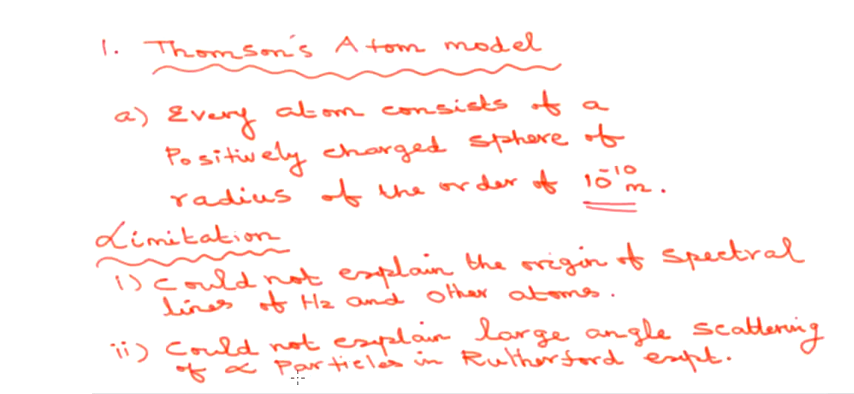 1. Thomson's Atom model
a) Every atom consists of a
Positively charged sphere of
radius of the order of 10⁻¹⁰m.
Limitation
i) Could not explain the origin of spectral
lines of H2 and other atoms.
ii) Could not explain large angle scattering
of α Particles in Rutherford expt.